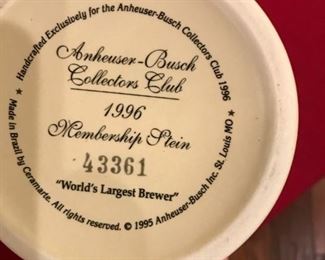 Handcrafted Exclusively for the Anheuser-Busch Collectors Club 1996
Anheuser-Busch
Collectors Club
1996
Membership Stein
43361
"World's Largest Brewer"
★ Made in Brazil by Ceramarte. All rights reserved. © 1995 Anheuser-Busch Inc. St. Louis MO ★